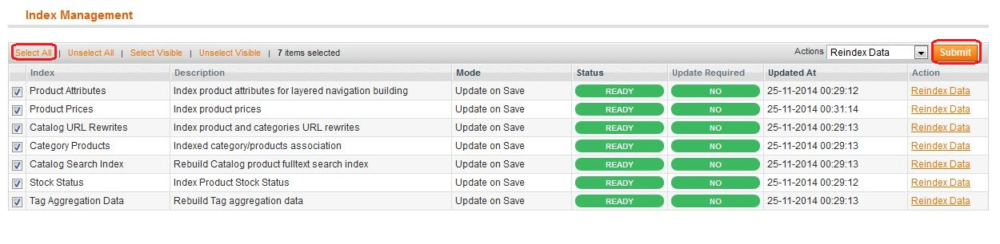 Index Management
Select All | Unselect All | Select Visible | Unselect Visible | 7 items selected Actions Reindex Data Submit
Index Description Mode Status Update Required Updated At Action
Product Attributes Index product attributes for layered navigation building Update on Save READY NO 25-11-2014 00:29:12 Reindex Data
Product Prices Index product prices Update on Save READY NO 25-11-2014 00:31:14 Reindex Data
Catalog URL Rewrites Index product and categories URL rewrites Update on Save READY NO 25-11-2014 00:29:13 Reindex Data
Category Products Indexed category/products association Update on Save READY NO 25-11-2014 00:29:13 Reindex Data
Catalog Search Index Rebuild Catalog product fulltext search index Update on Save READY NO 25-11-2014 00:29:13 Reindex Data
Stock Status Index Product Stock Status Update on Save READY NO 25-11-2014 00:29:12 Reindex Data
Tag Aggregation Data Rebuild Tag aggregation data Update on Save READY NO 25-11-2014 00:29:13 Reindex Data